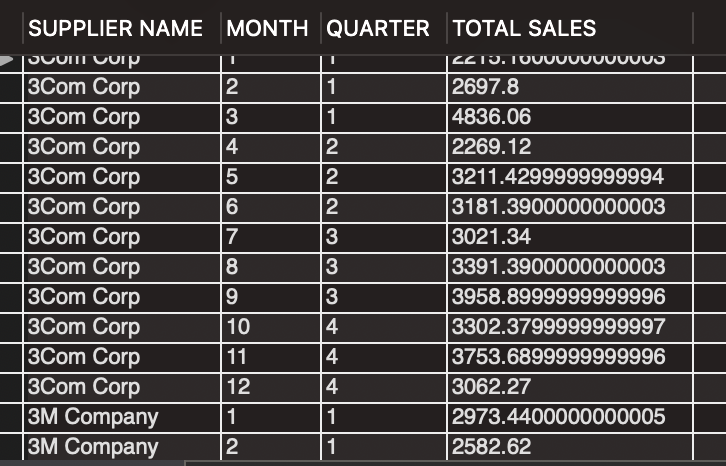 SUPPLIER NAME MONTH QUARTER TOTAL SALES
3Com Corp 1 1 2215.1600000000003
3Com Corp 2 1 2697.8
3Com Corp 3 1 4836.06
3Com Corp 4 2 2269.12
3Com Corp 5 2 3211.4299999999994
3Com Corp 6 2 3181.3900000000003
3Com Corp 7 3 3021.34
3Com Corp 8 3 3391.3900000000003
3Com Corp 9 3 3958.8999999999996
3Com Corp 10 4 3302.3799999999997
3Com Corp 11 4 3753.6899999999996
3Com Corp 12 4 3062.27
3M Company 1 1 2973.4400000000005
3M Company 2 1 2582.62